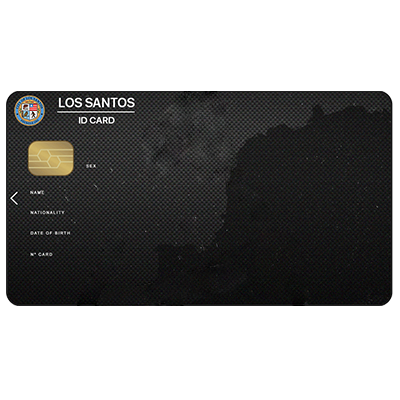 LOS SANTOS
ID CARD
SEX
NAME
NATIONALITY
DATE OF BIRTH
N° CARD